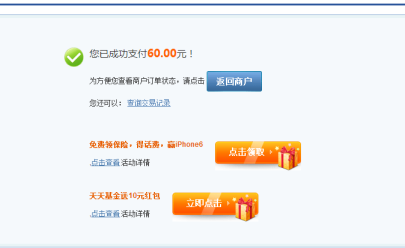 您已成功支付60.00元！
为方便您查看商户订单状态，请点击 返回商户
您还可以： 查询交易记录
免费领保险，得话费，赢iPhone6
点击领取
点击查看 活动详情
天天基金送10元红包
立即点击
点击查看 活动详情